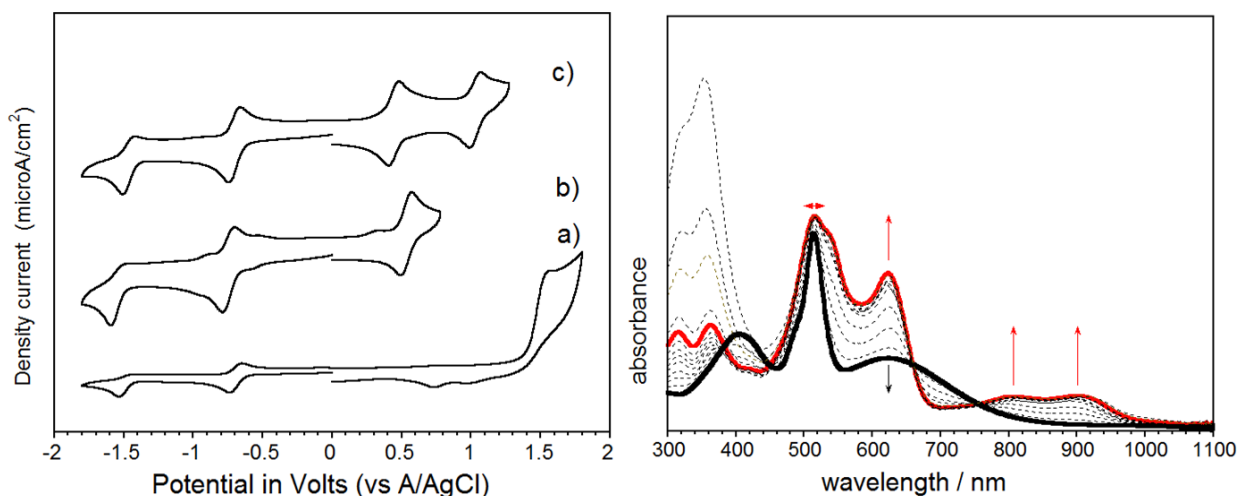 c)
b)
a)
Density current (microA/cm²)
-2 -1.5 -1 -0.5 0 0.5 1 1.5 2
Potential in Volts (vs A/AgCl)
absorbance
300 400 500 600 700 800 900 1000 1100
wavelength / nm